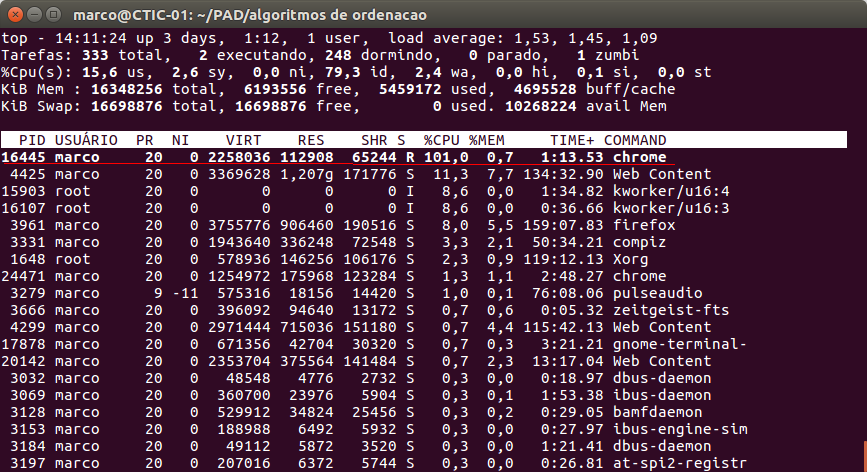 marco@CTIC-01: ~/PAD/algoritmos de ordenacao
top - 14:11:24 up 3 days,  1:12,  1 user,  load average: 1,53, 1,45, 1,09
Tarefas: 333 total,   2 executando, 248 dormindo,   0 parado,   1 zumbi
%Cpu(s): 15,6 us,  2,6 sy,  0,0 ni, 79,3 id,  2,4 wa,  0,0 hi,  0,1 si,  0,0 st
KiB Mem : 16348256 total,  6193556 free,  5459172 used,  4695528 buff/cache
KiB Swap: 16698876 total, 16698876 free,        0 used. 10268224 avail Mem
  PID USUÁRIO   PR  NI    VIRT    RES    SHR S  %CPU %MEM     TIME+ COMMAND
16445 marco     20   0 2258036 112908  65244 R 101,0  0,7   1:13.53 chrome
 4425 marco     20   0 3369628 1,207g 171776 S  11,3  7,7 134:32.90 Web Content
15903 root      20   0       0      0      0 I   8,6  0,0   1:34.82 kworker/u16:4
16107 root      20   0       0      0      0 I   8,6  0,0   0:36.66 kworker/u16:3
 3961 marco     20   0 3755776 906460 190516 S   8,0  5,5 159:07.83 firefox
 3331 marco     20   0 1943640 336248  72548 S   3,3  2,1  50:34.21 compiz
 1648 root      20   0  578936 146256 106176 S   2,3  0,9 119:12.13 Xorg
24471 marco     20   0 1254972 175968 123284 S   1,3  1,1   2:48.27 chrome
 3279 marco      9 -11  575316  18156  14420 S   1,0  0,1  76:08.06 pulseaudio
 3666 marco     20   0  396092  94640  13172 S   0,7  0,6   0:05.32 zeitgeist-fts
 4299 marco     20   0 2971444 715036 151180 S   0,7  4,4 115:42.13 Web Content
17878 marco     20   0  671356  42704  30320 S   0,7  0,3   3:21.21 gnome-terminal-
20142 marco     20   0 2353704 375564 141484 S   0,7  2,3  13:17.04 Web Content
 3032 marco     20   0   48548   4776   2732 S   0,3  0,0   0:18.97 dbus-daemon
 3069 marco     20   0  360700  23976   5904 S   0,3  0,1   1:53.38 ibus-daemon
 3128 marco     20   0  529912  34824  25456 S   0,3  0,2   0:29.05 bamfdaemon
 3153 marco     20   0  188988   6492   5932 S   0,3  0,0   0:27.97 ibus-engine-sim
 3184 marco     20   0   49112   5872   3520 S   0,3  0,0   1:21.41 dbus-daemon
 3197 marco     20   0  207016   6372   5744 S   0,3  0,0   0:26.81 at-spi2-registr